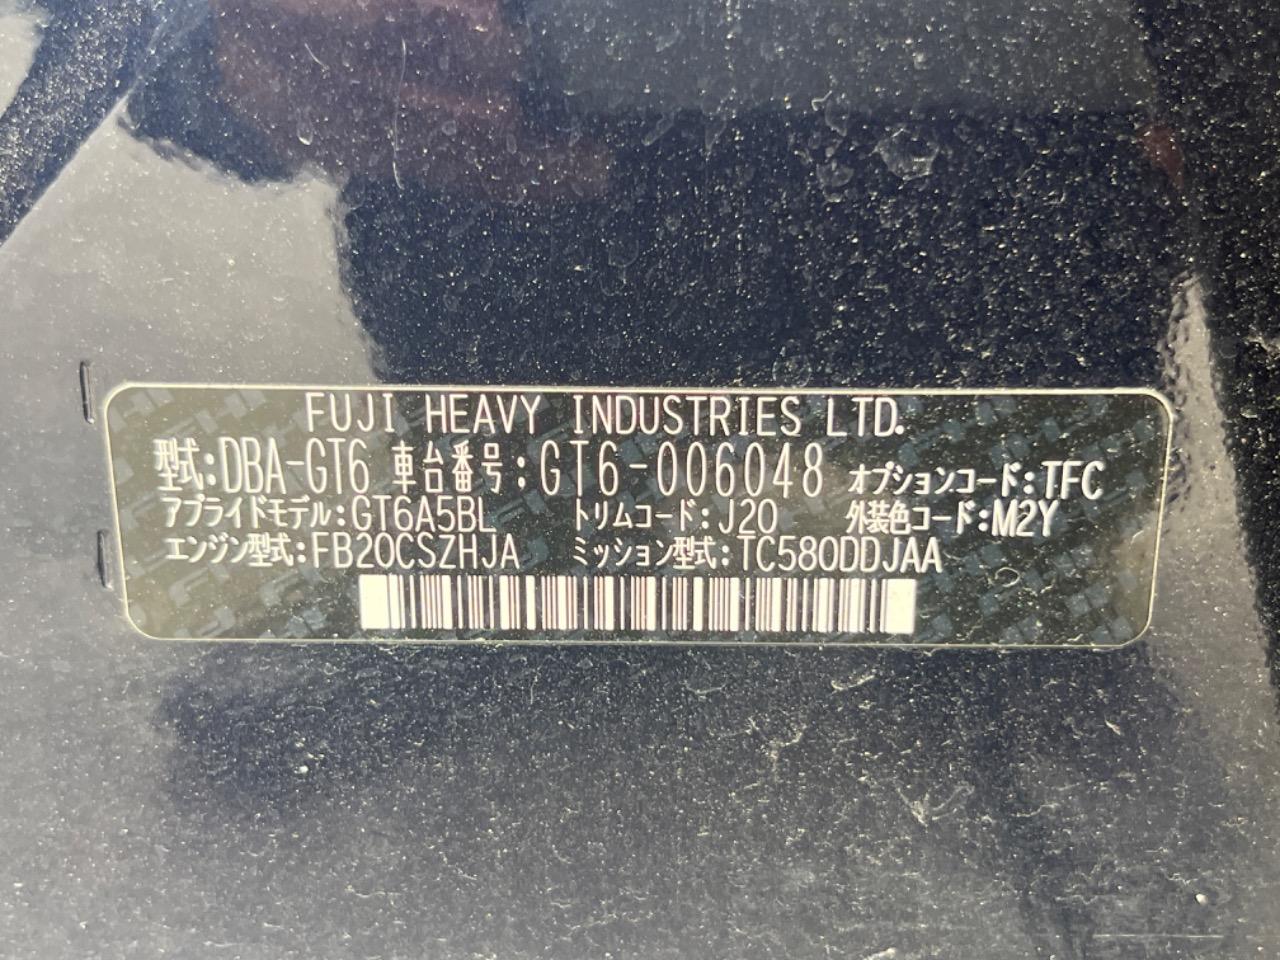 FUJI HEAVY INDUSTRIES LTD.
型式:DBA-GT6 車台番号:GT6-006048 オプションコード:TFC
アプライドモデル:GT6A5BL トリムコード:J20 外装色コード:M2Y
エンジン型式:FB20CSZHJA ミッション型式:TC580DDJAA